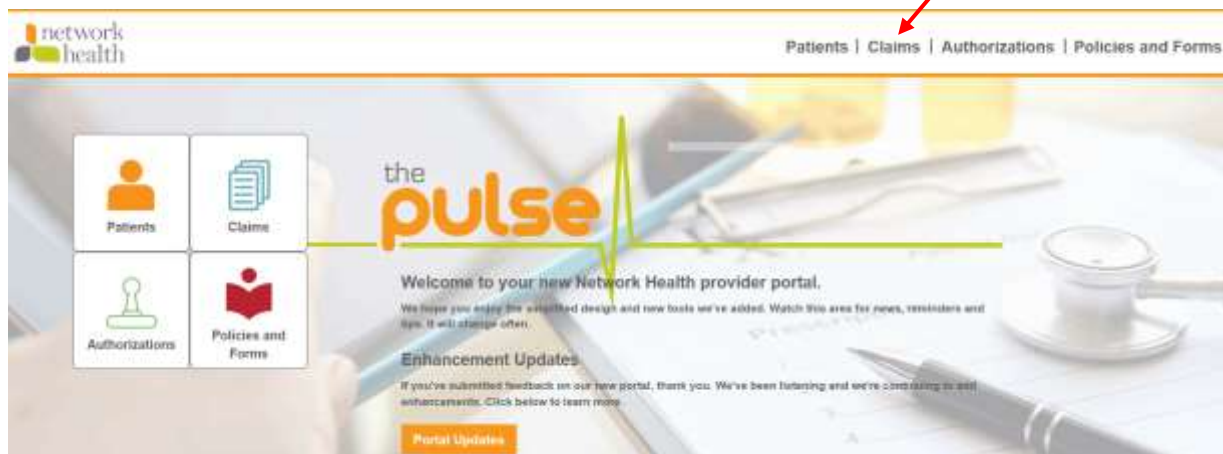 network
health
Patients | Claims | Authorizations | Policies and Forms
Patients
Claims
Authorizations
Policies and
Forms
the
pulse
Welcome to your new Network Health provider portal.
We hope you enjoy the simplified design and new tools we've added. Watch this area for news, reminders and
tips. It will change often.
Enhancement Updates
If you've submitted feedback on our new portal, thank you. We've been listening and we're continuing to add
enhancements. Click below to learn more.
Portal Updates